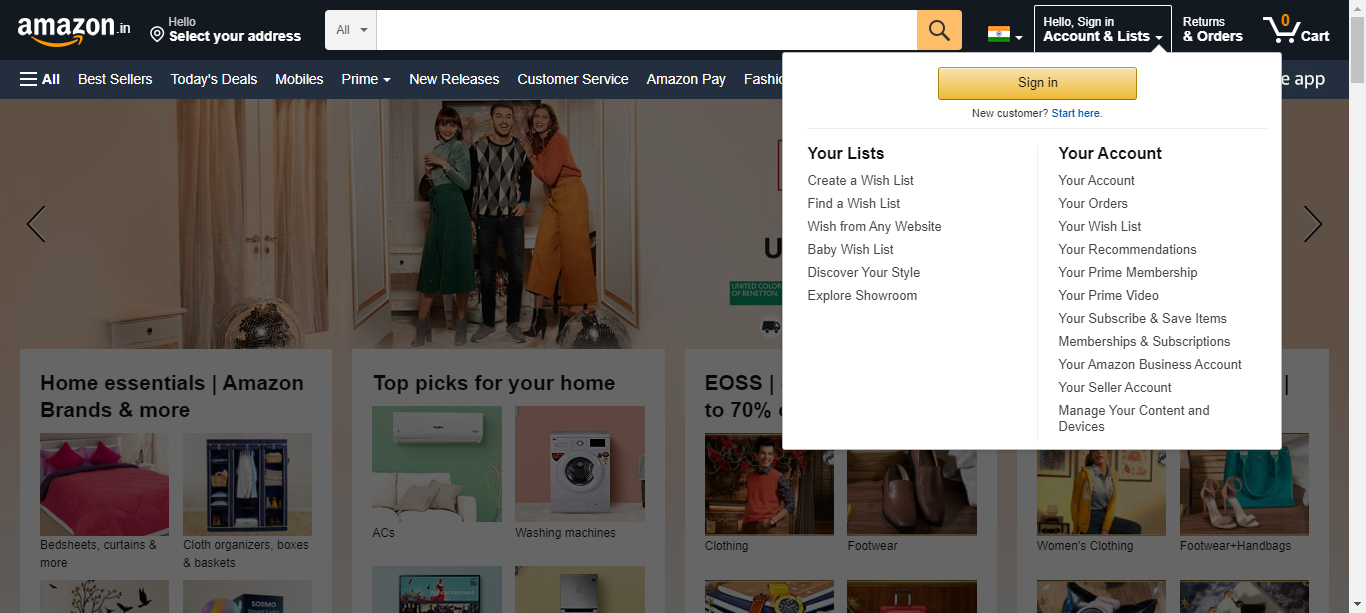 amazon.in
Hello
Select your address
All
Hello, Sign in
Account & Lists
Returns
& Orders
0
Cart
All
Best Sellers
Today's Deals
Mobiles
Prime
New Releases
Customer Service
Amazon Pay
Fashio
e app
Sign in
New customer? Start here.
Your Lists
Create a Wish List
Find a Wish List
Wish from Any Website
Baby Wish List
Discover Your Style
Explore Showroom
Your Account
Your Account
Your Orders
Your Wish List
Your Recommendations
Your Prime Membership
Your Prime Video
Your Subscribe & Save Items
Memberships & Subscriptions
Your Amazon Business Account
Your Seller Account
Manage Your Content and
Devices
U
UNITED COLOR
OF BENETTON.
Home essentials | Amazon
Brands & more
Bedsheets, curtains &
more
Cloth organizers, boxes
& baskets
Top picks for your home
ACs
Washing machines
EOSS |
to 70%
Clothing
Footwear
|
Women's Clothing
Footwear+Handbags